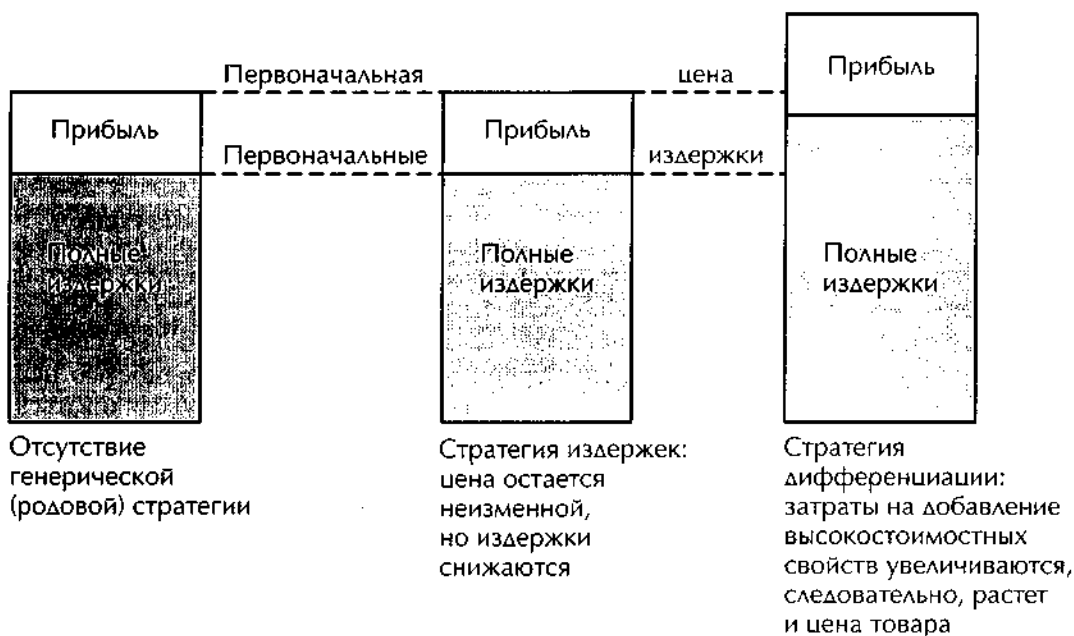 Первоначальная
цена
Прибыль
Прибыль
Прибыль
Первоначальные
издержки
Полные
издержки
Полные
издержки
Полные
издержки
Отсутствие
генерической
(родовой) стратегии
Стратегия издержек:
цена остается
неизменной,
но издержки
снижаются
Стратегия
дифференциации:
затраты на добавление
высокостоимостных
свойств увеличиваются,
следовательно, растет
и цена товара